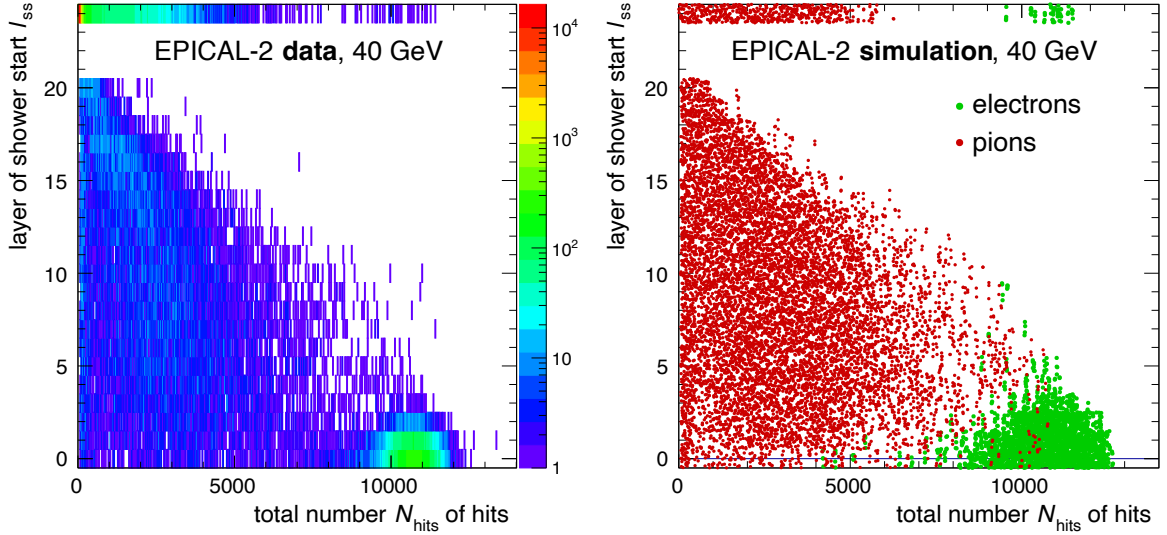 EPICAL-2 data, 40 GeV
layer of shower start l_ss
20
15
10
5
0
0
5000
10000
total number N_hits of hits
10^4
10^3
10^2
10
1
EPICAL-2 simulation, 40 GeV
electrons
pions
layer of shower start l_ss
20
15
10
5
0
0
5000
10000
total number N_hits of hits